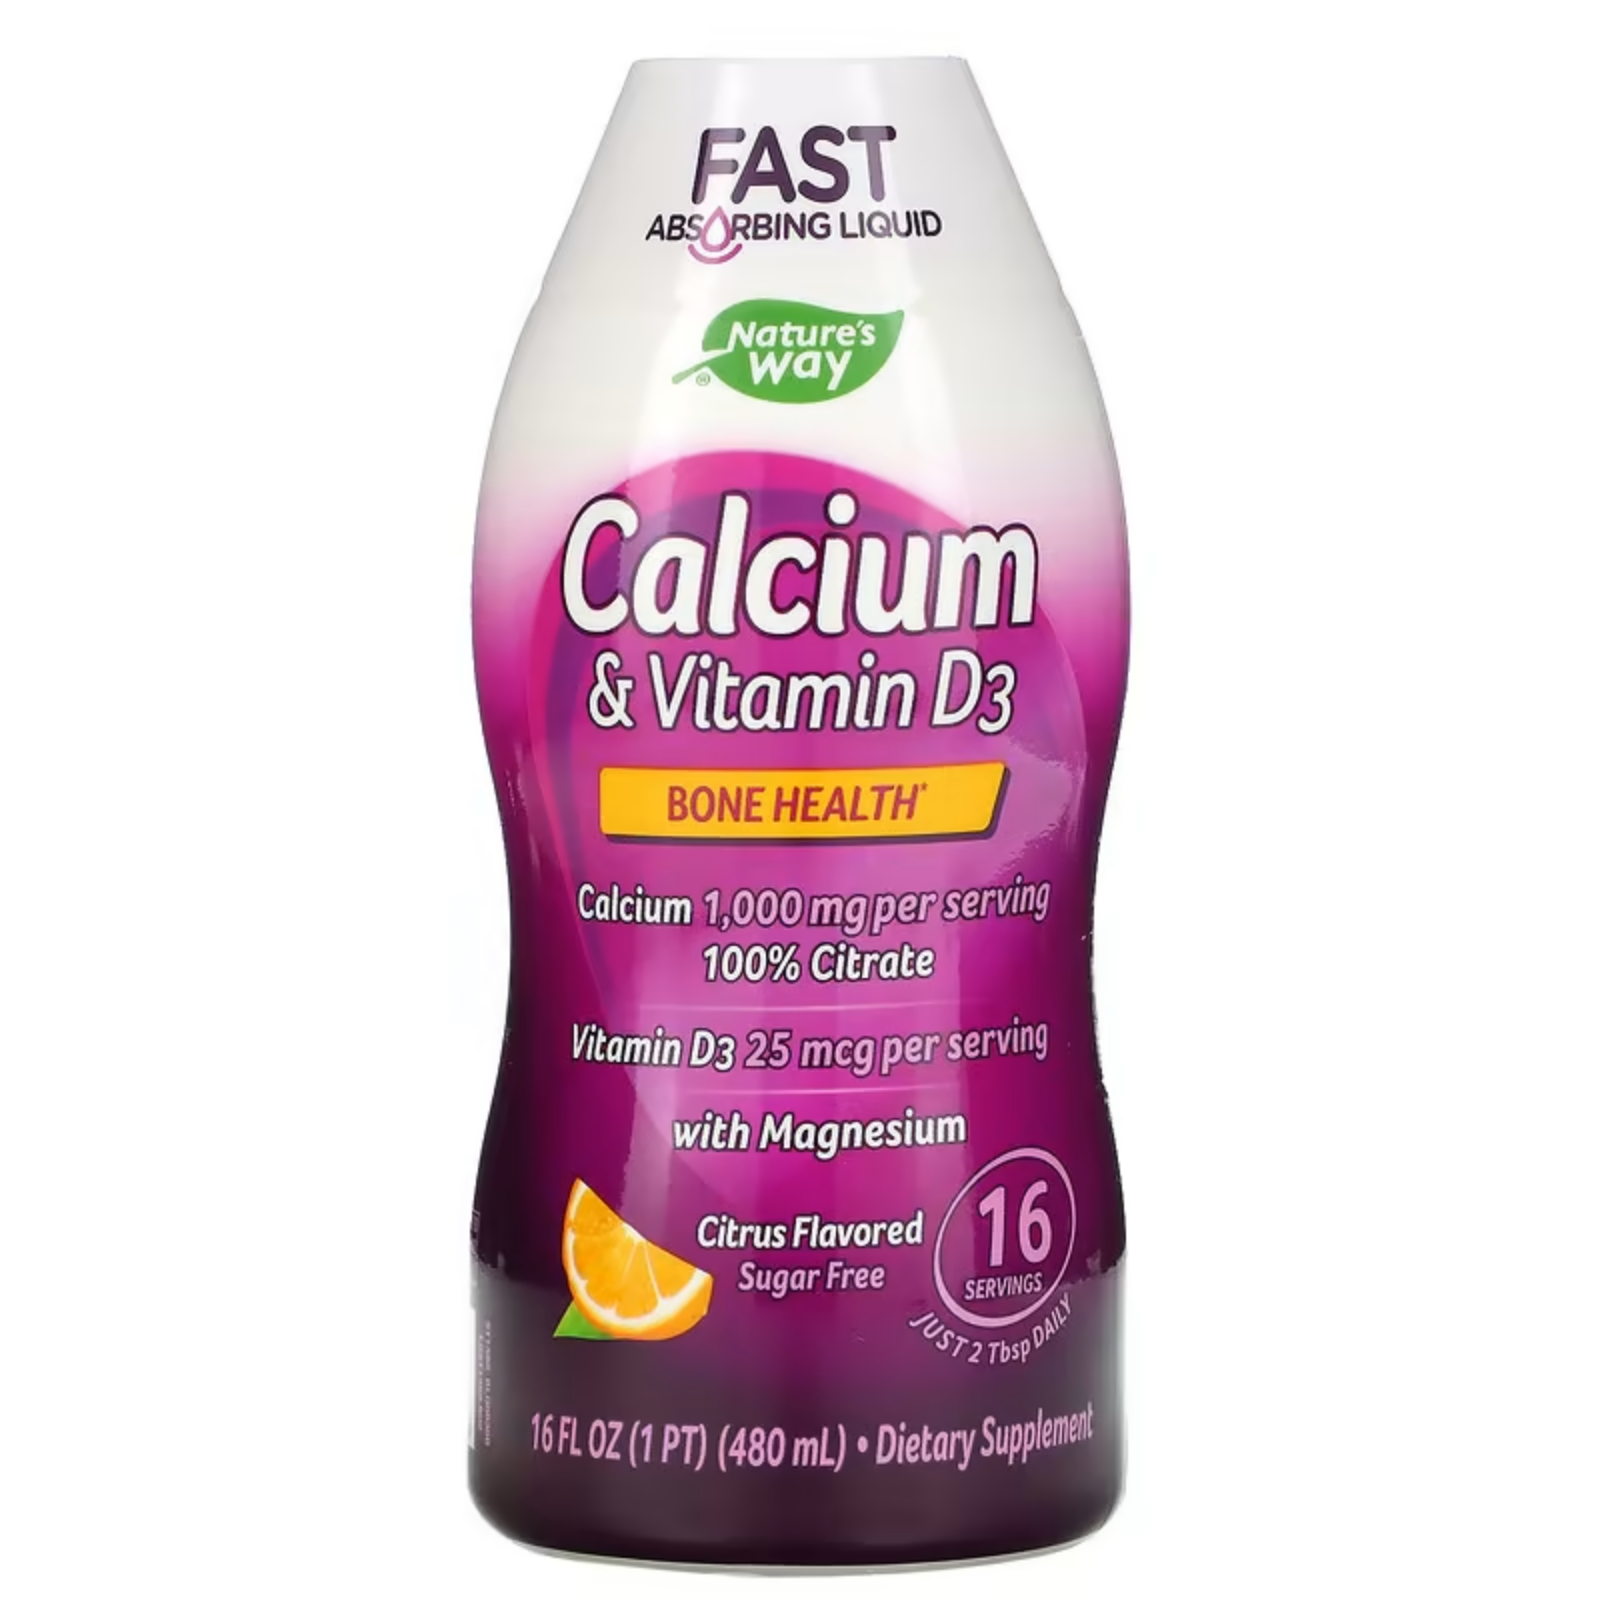 FAST
ABSORBING LIQUID
Nature's
Way
®
Calcium
& Vitamin D3
BONE HEALTH*
Calcium 1,000 mg per serving
100% Citrate
Vitamin D3 25 mcg per serving
with Magnesium
Citrus Flavored
Sugar Free
16
SERVINGS
JUST 2 Tbsp DAILY
16 FL OZ (1 PT) (480 mL) • Dietary Supplement